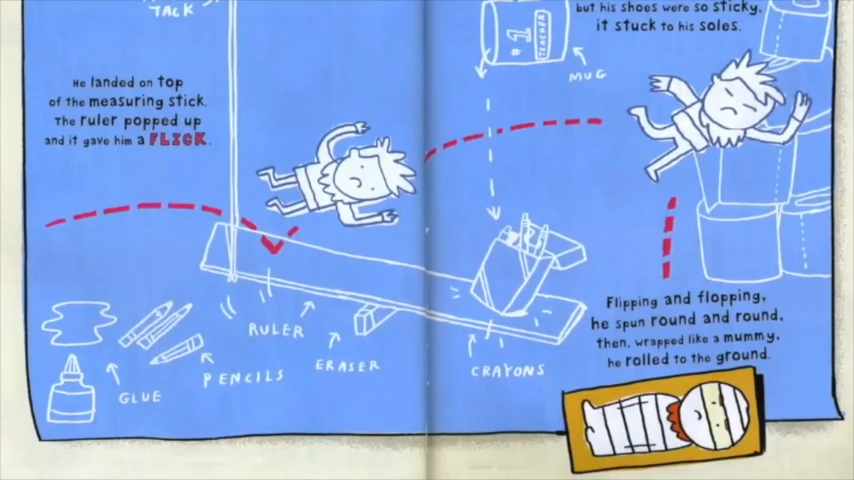 TACK
He landed on top
of the measuring stick.
The ruler popped up
and it gave him a FLICK.
#1
TEACHER
MUG
but his shoes were so sticky,
it stuck to his soles.
RULER
ERASER
PENCILS
GLUE
CRAYONS
Flipping and flopping,
he spun round and round,
then, wrapped like a mummy,
he rolled to the ground.